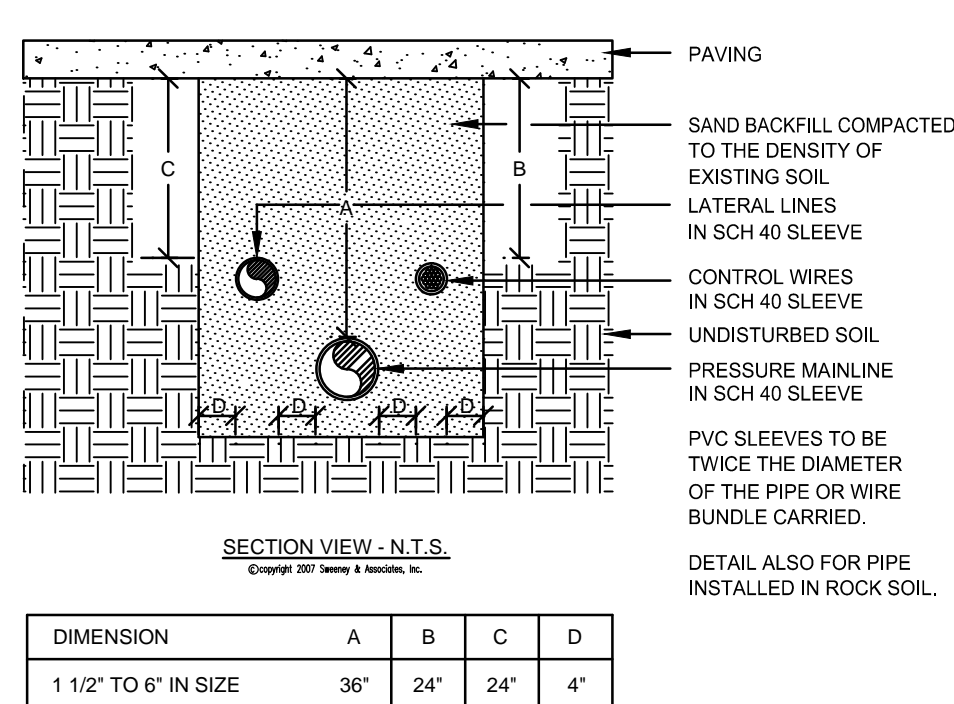 PAVING
SAND BACKFILL COMPACTED
TO THE DENSITY OF
EXISTING SOIL
LATERAL LINES
IN SCH 40 SLEEVE
CONTROL WIRES
IN SCH 40 SLEEVE
UNDISTURBED SOIL
PRESSURE MAINLINE
IN SCH 40 SLEEVE
PVC SLEEVES TO BE
TWICE THE DIAMETER
OF THE PIPE OR WIRE
BUNDLE CARRIED.
DETAIL ALSO FOR PIPE
INSTALLED IN ROCK SOIL.
C
A
B
D D D D
SECTION VIEW - N.T.S.
©copyright 2007 Sweeney & Associates, Inc.
DIMENSION A B C D
1 1/2" TO 6" IN SIZE 36" 24" 24" 4"